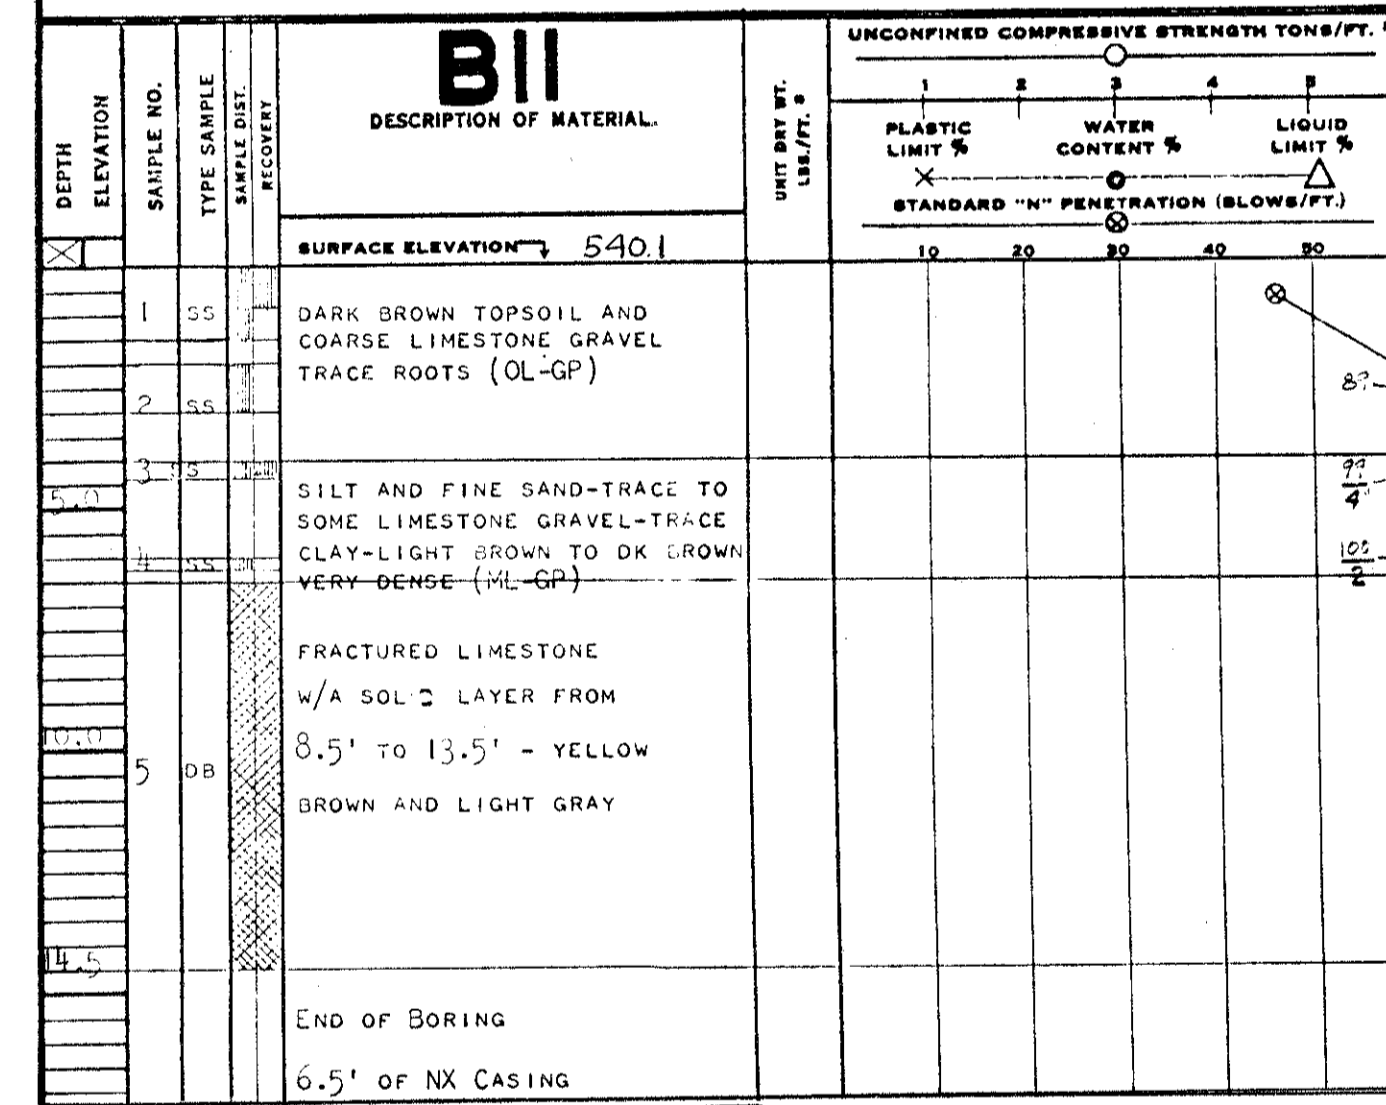 DEPTH
ELEVATION
SAMPLE NO.
TYPE SAMPLE
SAMPLE DIST.
RECOVERY
B11
DESCRIPTION OF MATERIAL
SURFACE ELEVATION 540.1
UNIT DRY WT.
LBS./FT.
UNCONFINED COMPRESSIVE STRENGTH TONS/FT.
1 2 3 4 5
PLASTIC WATER LIQUID
LIMIT % CONTENT % LIMIT %
STANDARD "N" PENETRATION (BLOWS/FT.)
10 20 30 40 50
1 SS DARK BROWN TOPSOIL AND
COARSE LIMESTONE GRAVEL
TRACE ROOTS (OL-GP)
2 SS
3 SS
5.0 SILT AND FINE SAND-TRACE TO
4
SOME LIMESTONE GRAVEL-TRACE
4 SS CLAY-LIGHT BROWN TO DK BROWN
VERY DENSE (ML-GP)
2
FRACTURED LIMESTONE
W/A LAYER FROM
10.0 8.5' TO 13.5' - YELLOW
5 DB
BROWN AND LIGHT GRAY
14.5
END OF BORING
6.5' OF NX CASING